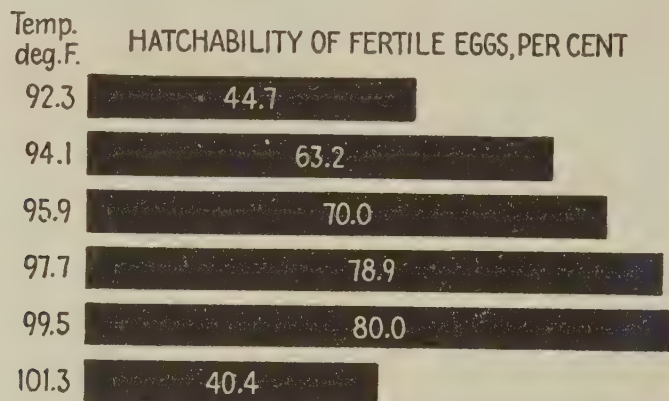 Temp.
deg.F.
HATCHABILITY OF FERTILE EGGS, PER CENT
92.3 44.7
94.1 63.2
95.9 70.0
97.7 78.9
99.5 80.0
101.3 40.4